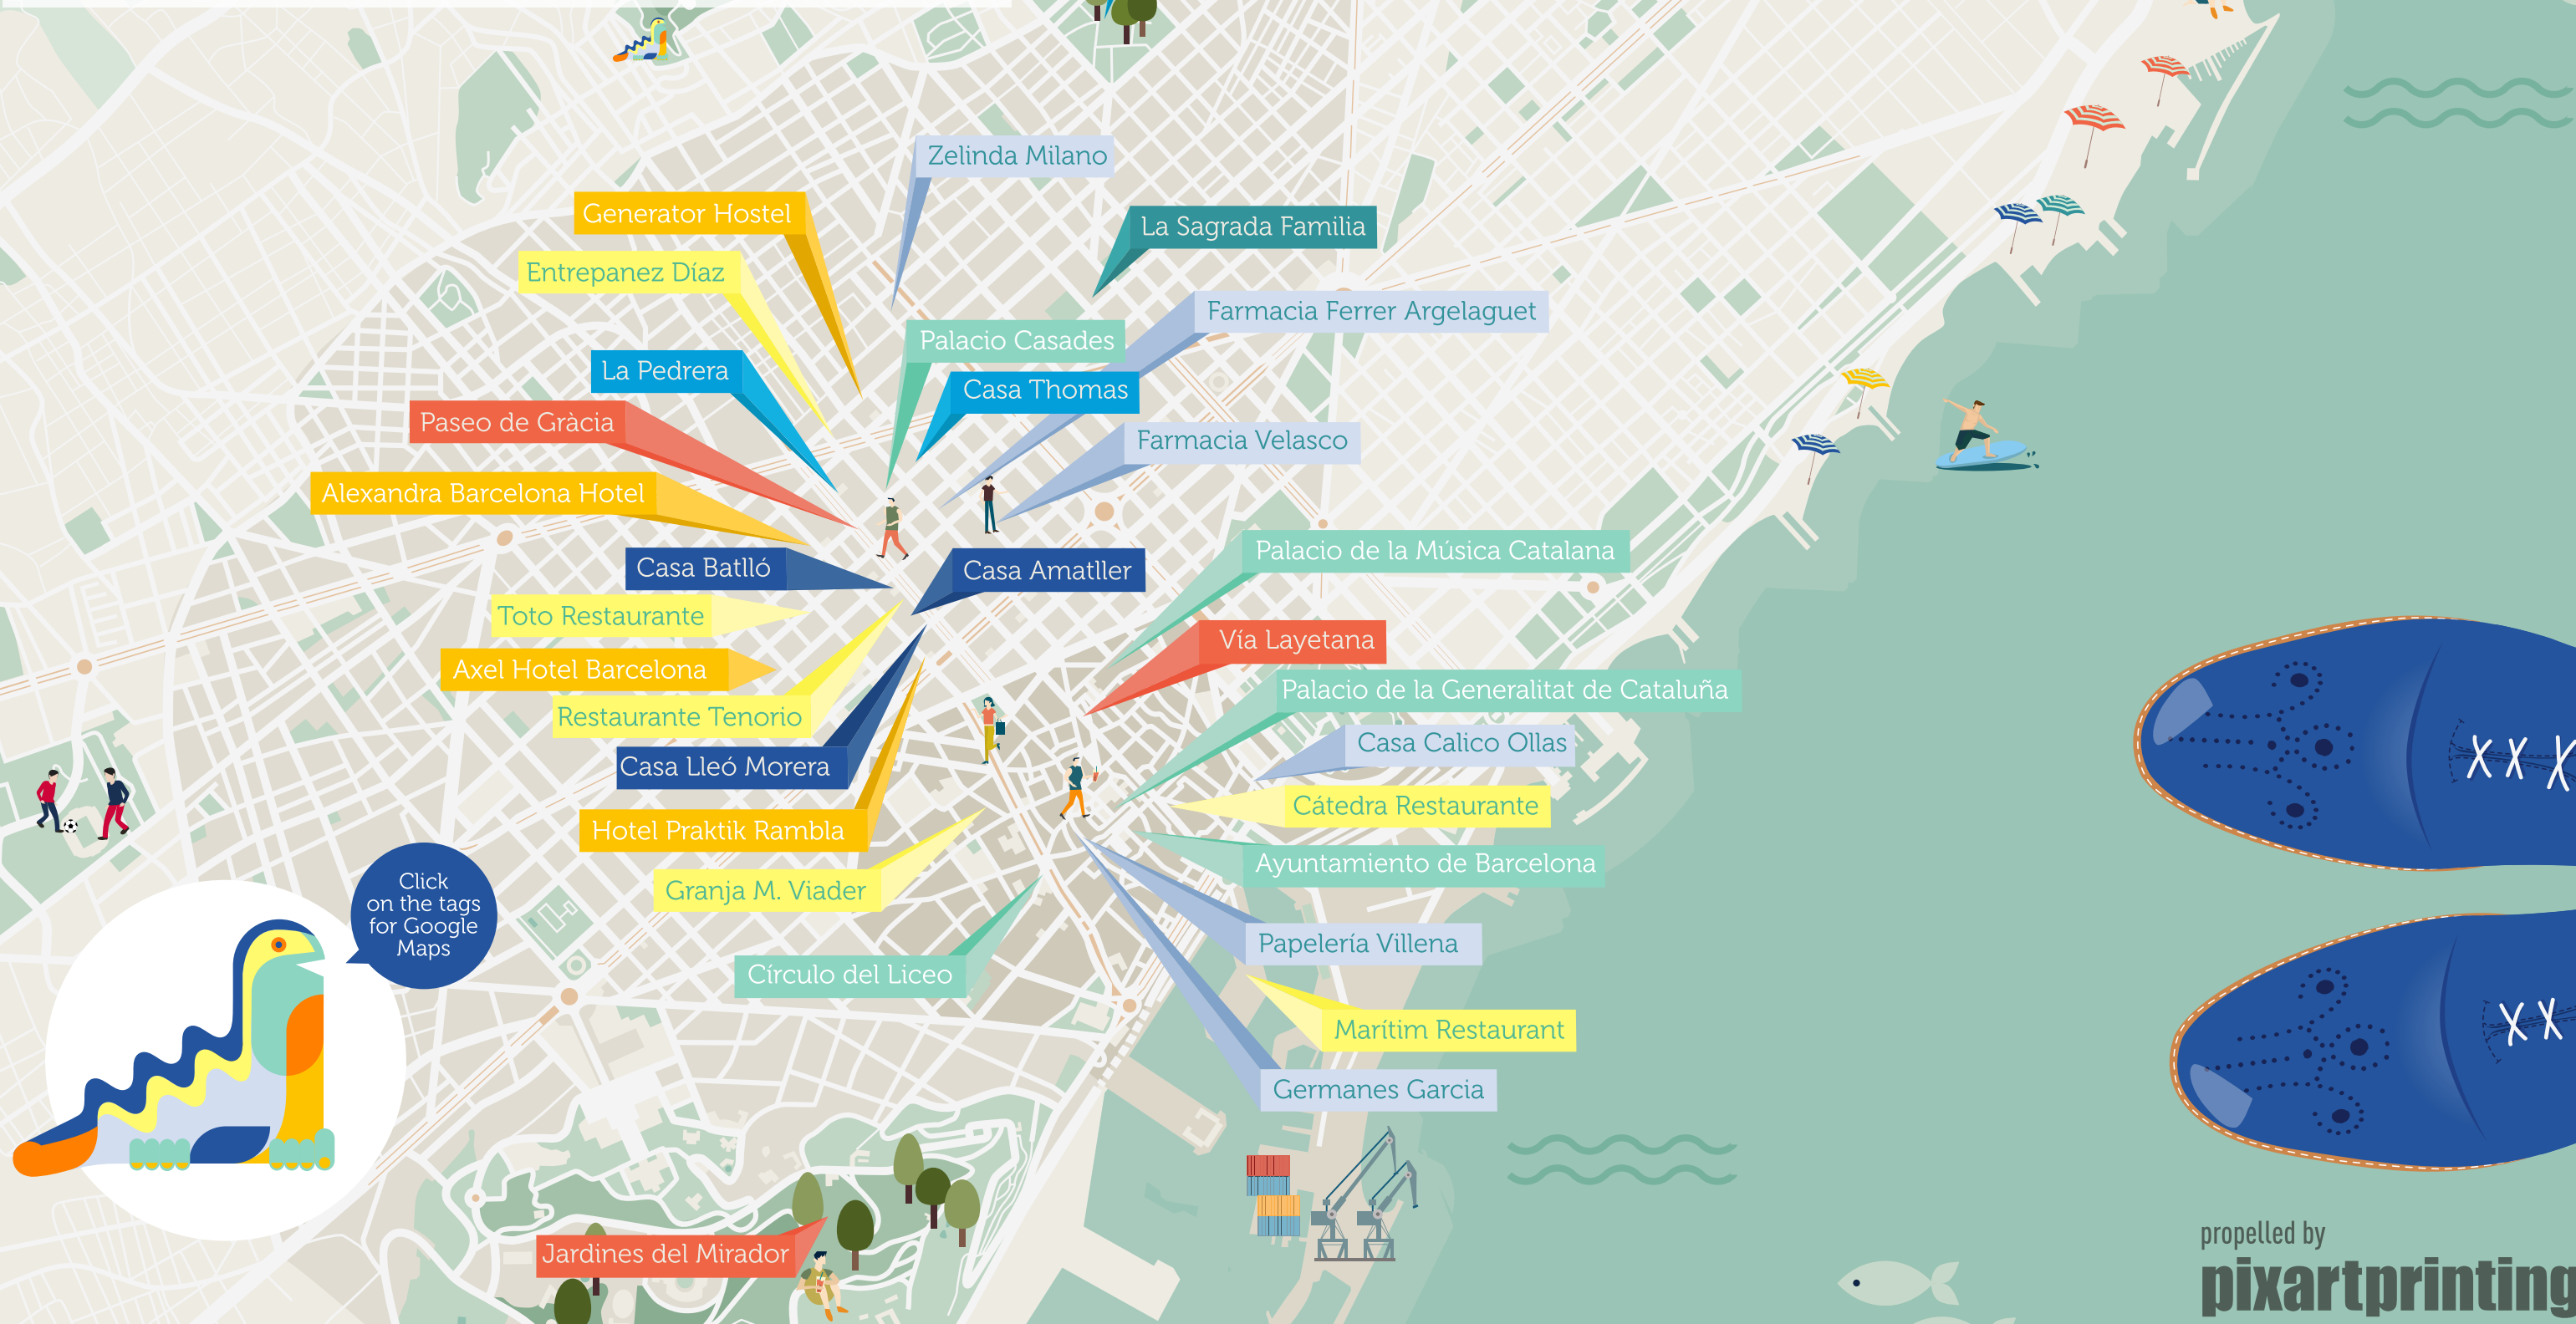 Zelinda Milano
Generator Hostel
La Sagrada Familia
Entrepanez Díaz
Farmacia Ferrer Argelaguet
Palacio Casades
La Pedrera
Casa Thomas
Paseo de Gràcia
Farmacia Velasco
Alexandra Barcelona Hotel
Palacio de la Música Catalana
Casa Batlló
Casa Amatller
Toto Restaurante
Vía Layetana
Axel Hotel Barcelona
Palacio de la Generalitat de Cataluña
Restaurante Tenorio
Casa Calico Ollas
Casa Lleó Morera
Cátedra Restaurante
Hotel Praktik Rambla
Ayuntamiento de Barcelona
Granja M. Viader
Click
on the tags
for Google
Maps
Papelería Villena
Círculo del Liceo
Marítim Restaurant
Germanes Garcia
Jardines del Mirador
propelled by
pixartprinting